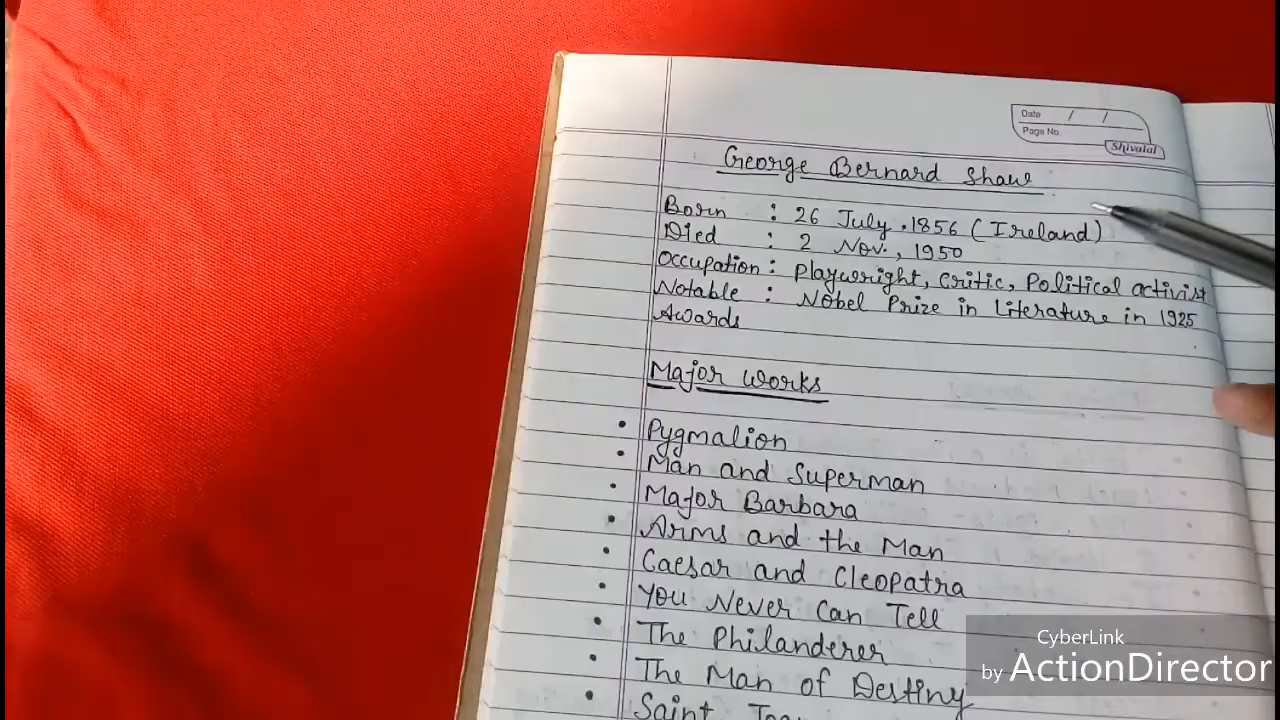 Date / /
Page No.
Shivalal
George Bernard Shaw
Born : 26 July, 1856 (Ireland)
Died : 2 Nov., 1950
Occupation : Playwright, Critic, Political activist
Notable : Nobel Prize in Literature in 1925
Awards
Major Works
• Pygmalion
• Man and Superman
• Major Barbara
• Arms and the Man
• Caesar and Cleopatra
• You Never Can Tell
• The Philanderer
• The Man of Destiny
• Saint Joan
CyberLink
by ActionDirector